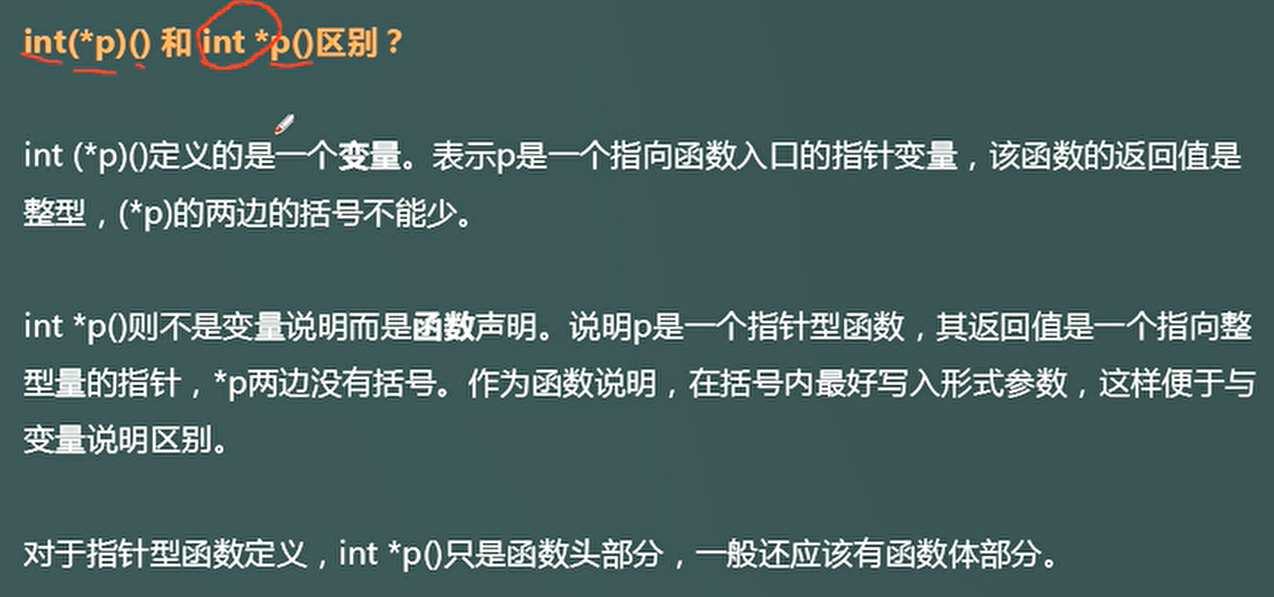 int(*p)() 和 int *p()区别？
int (*p)()定义的是一个变量。表示p是一个指向函数入口的指针变量，该函数的返回值是
整型，(*p)的两边的括号不能少。
int *p()则不是变量说明而是函数声明。说明p是一个指针型函数，其返回值是一个指向整
型量的指针，*p两边没有括号。作为函数说明，在括号内最好写入形式参数，这样便于与
变量说明区别。
对于指针型函数定义，int *p()只是函数头部分，一般还应该有函数体部分。